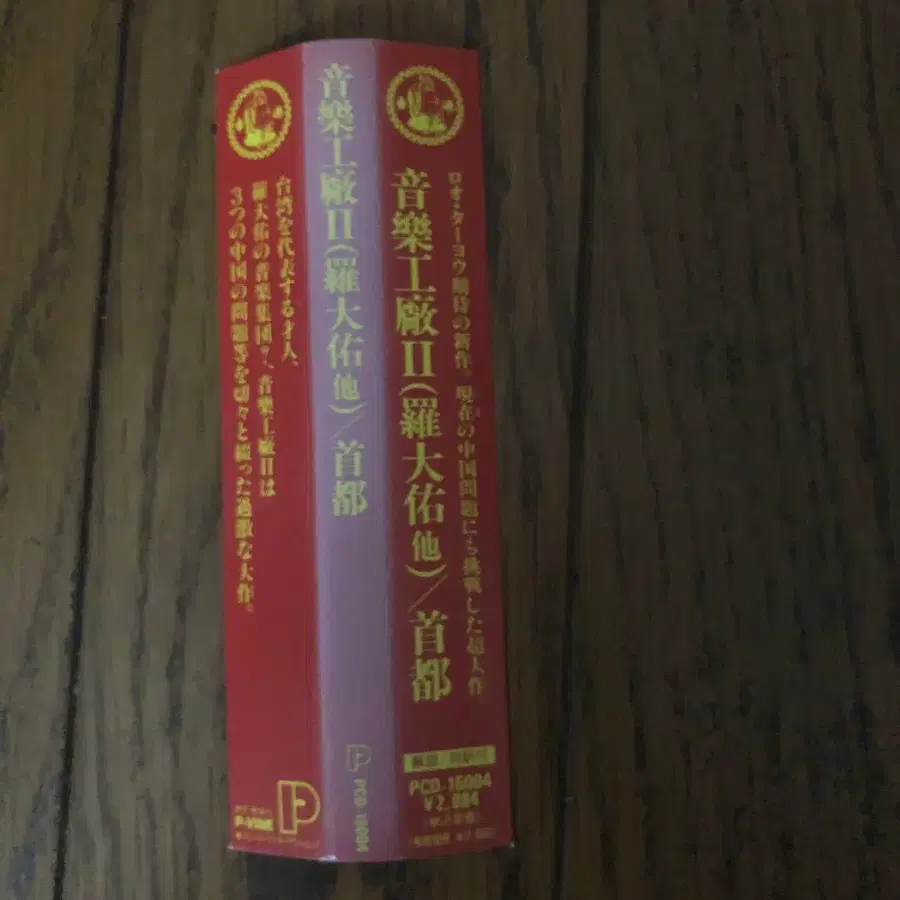 ロオ・ターヨウ期待の新作。現在の中国問題にも挑戦した超大作。
音樂工廠II(羅大佑他)/首都
PCD-1
¥2,
音樂工廠II(羅大佑他)/首都
P
PCD
台湾を代表する才人、
羅大佑の音楽集団、音樂工廠IIは
3つの中国の問題等を切々と綴った過激な大作。
P